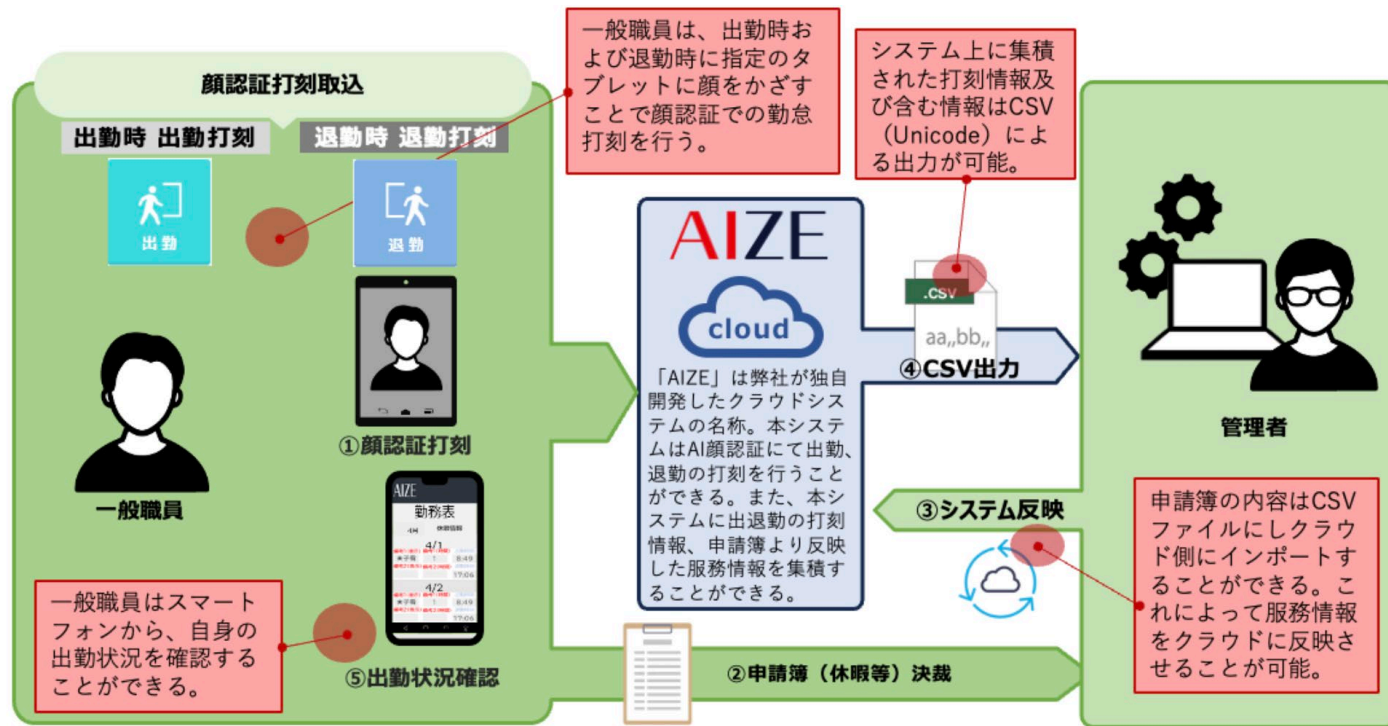 顔認証打刻取込
出勤時 出勤打刻
退勤時 退勤打刻
出勤
退勤
一般職員
①顔認証打刻
AIZE
勤務表
4/1
8:49
17:06
4/2
8:49
17:06
⑤出勤状況確認
一般職員はスマート
フォンから、自身の
出勤状況を確認する
ことができる。
一般職員は、出勤時お
よび退勤時に指定のタ
ブレットに顔をかざす
ことで顔認証での勤怠
打刻を行う。
AIZE
cloud
「AIZE」は弊社が独自
開発したクラウドシス
テムの名称。本システ
ムはAI顔認証にて出勤、
退勤の打刻を行うこと
ができる。また、本シ
ステムに出退勤の打刻
情報、申請簿より反映
した服務情報を集積す
ることができる。
システム上に集積
された打刻情報及
び含む情報はCSV
（Unicode）によ
る出力が可能。
.CSV
aa,,bb,,
④CSV出力
管理者
③システム反映
②申請簿（休暇等）決裁
申請簿の内容はCSV
ファイルにしクラウ
ド側にインポートす
ることができる。こ
れによって服務情報
をクラウドに反映さ
せることが可能。